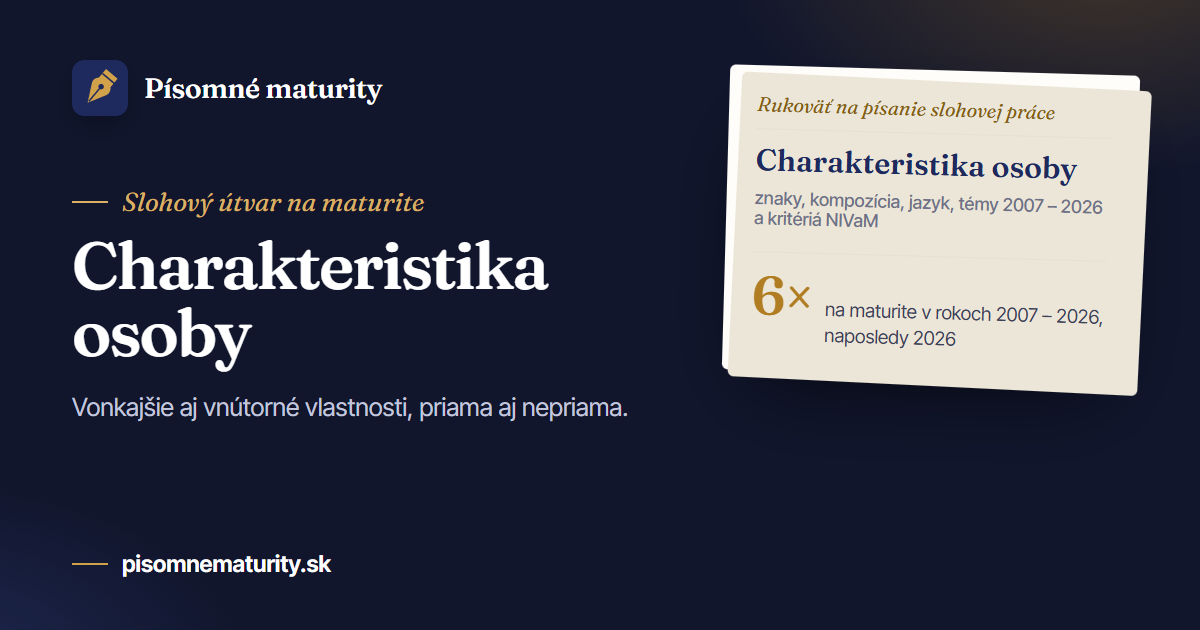 Písomné maturity
Slohový útvar na maturite
Charakteristika
osoby
Vonkajšie aj vnútorné vlastnosti, priama aj nepriama.
pisomnematurity.sk
Rukoväť na písanie slohovej práce
Charakteristika osoby
znaky, kompozícia, jazyk, témy 2007 – 2026
a kritériá NIVaM
6×
na maturite v rokoch 2007 – 2026,
naposledy 2026